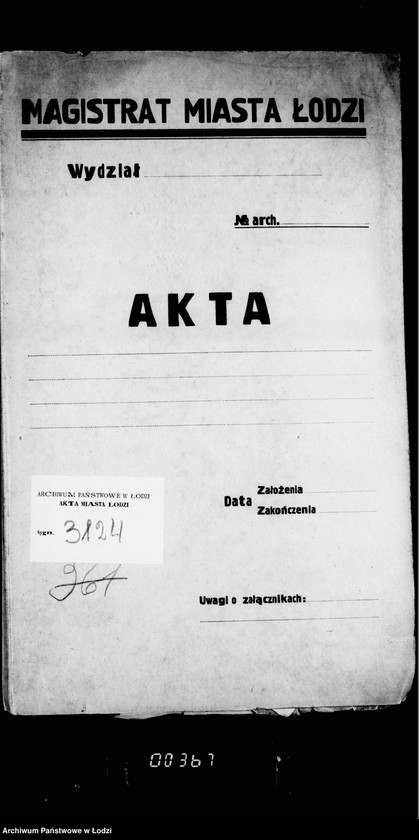 MAGISTRAT MIASTA ŁODZI
Wydział
№ arch.
AKTA
ARCHIWUM PAŃSTWOWE W ŁODZI
AKTA MIASTA ŁODZI
sygn. 3124
Data Założenia
Zakończenia
961
Uwagi o załącznikach:
00367
Archiwum Państwowe w Łodzi